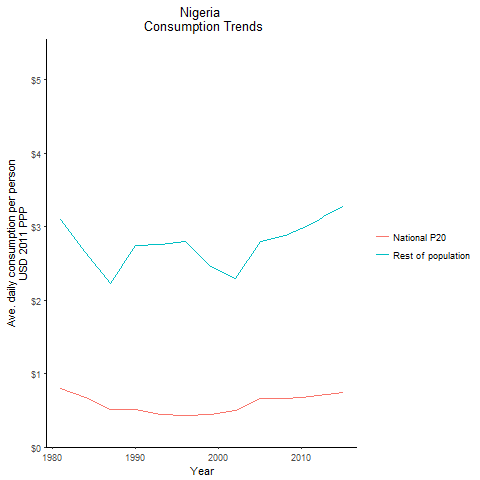 Nigeria
Consumption Trends
$5
$4
$3
$2
$1
$0
Ave. daily consumption per person
USD 2011 PPP
1980
1990
2000
2010
Year
National P20
Rest of population